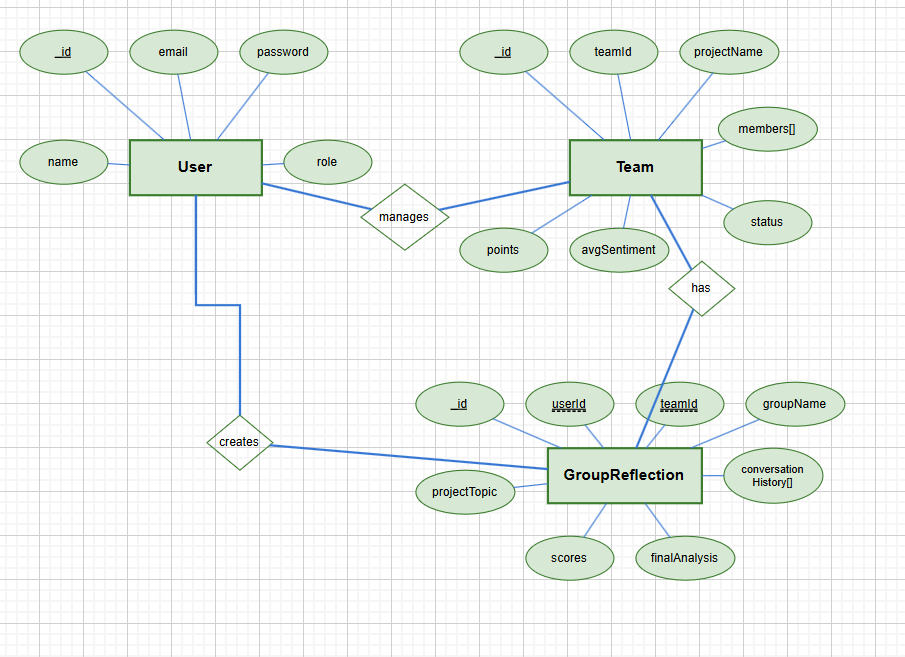 _id
email
password
_id
teamId
projectName
members[]
name
User
role
Team
manages
status
points
avgSentiment
has
_id
userId
teamId
groupName
creates
GroupReflection
conversation
History[]
projectTopic
scores
finalAnalysis